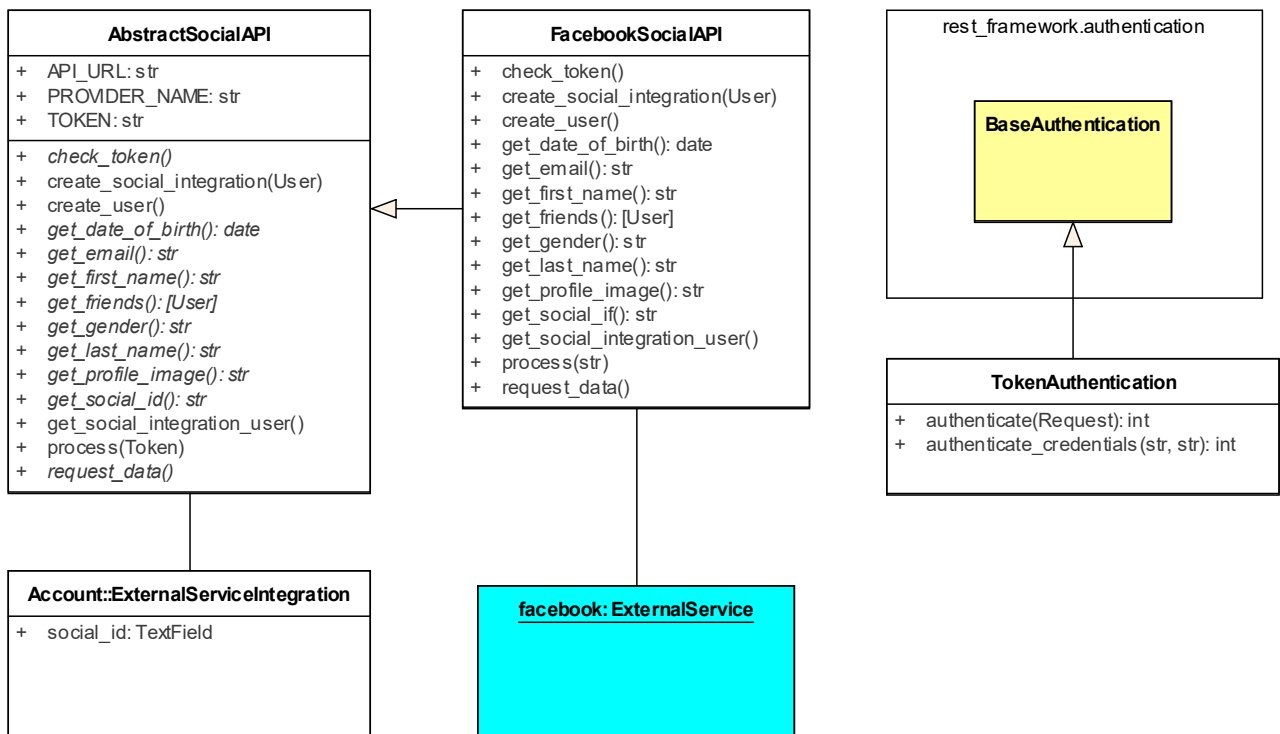 AbstractSocialAPI
+ API_URL: str
+ PROVIDER_NAME: str
+ TOKEN: str
+ check_token()
+ create_social_integration(User)
+ create_user()
+ get_date_of_birth(): date
+ get_email(): str
+ get_first_name(): str
+ get_friends(): [User]
+ get_gender(): str
+ get_last_name(): str
+ get_profile_image(): str
+ get_social_id(): str
+ get_social_integration_user()
+ process(Token)
+ request_data()
FacebookSocialAPI
+ check_token()
+ create_social_integration(User)
+ create_user()
+ get_date_of_birth(): date
+ get_email(): str
+ get_first_name(): str
+ get_friends(): [User]
+ get_gender(): str
+ get_last_name(): str
+ get_profile_image(): str
+ get_social_if(): str
+ get_social_integration_user()
+ process(str)
+ request_data()
rest_framework.authentication
BaseAuthentication
TokenAuthentication
+ authenticate(Request): int
+ authenticate_credentials(str, str): int
Account::ExternalServiceIntegration
+ social_id: TextField
facebook: ExternalService